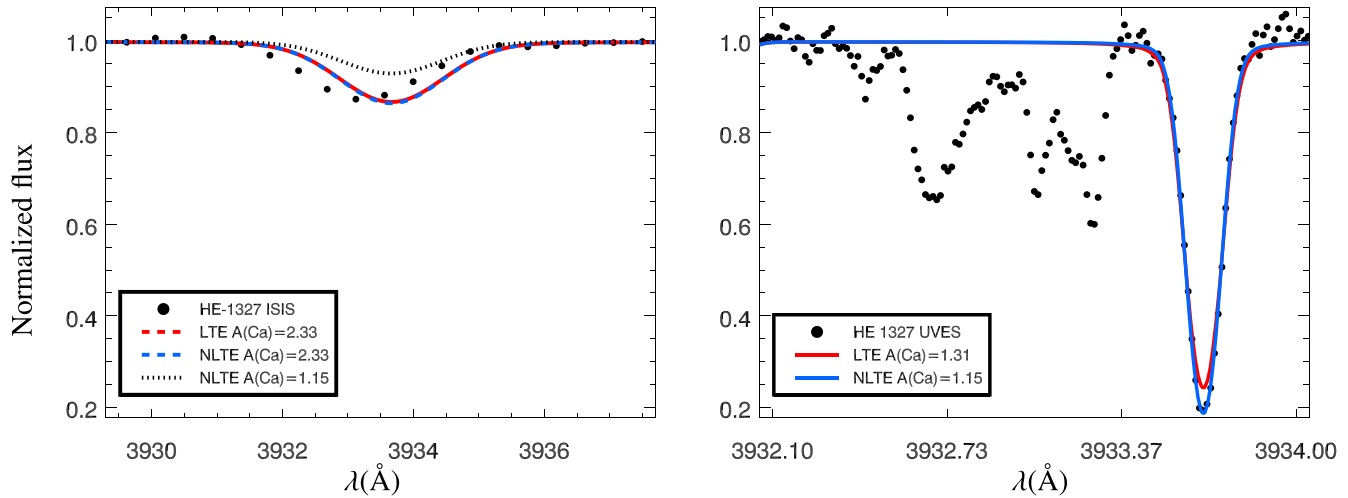 Normalized flux
1.0
0.8
0.6
0.4
0.2
HE-1327 ISIS
LTE A(Ca)=2.33
NLTE A(Ca)=2.33
NLTE A(Ca)=1.15
3930
3932
3934
3936
λ(Å)
1.0
0.8
0.6
0.4
0.2
HE 1327 UVES
LTE A(Ca)=1.31
NLTE A(Ca)=1.15
3932.10
3932.73
3933.37
3934.00
λ(Å)